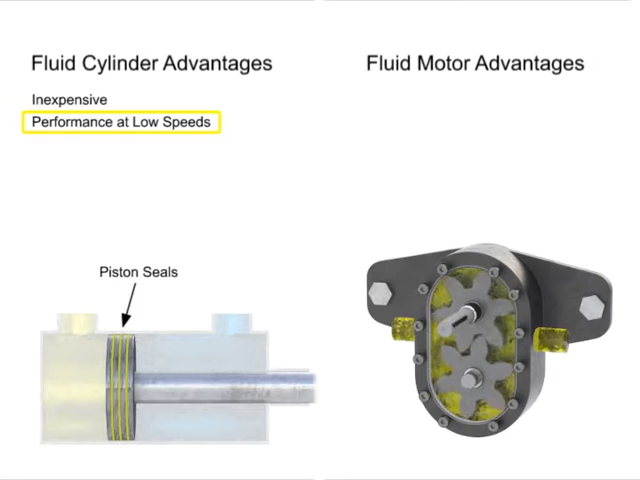 Fluid Cylinder Advantages
Inexpensive
Performance at Low Speeds
Piston Seals
Fluid Motor Advantages